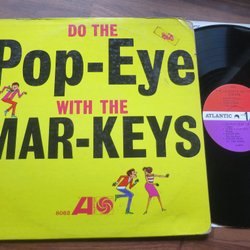 DO THE
Pop-Eye
WITH THE
MAR-KEYS
8062
ATLANTIC